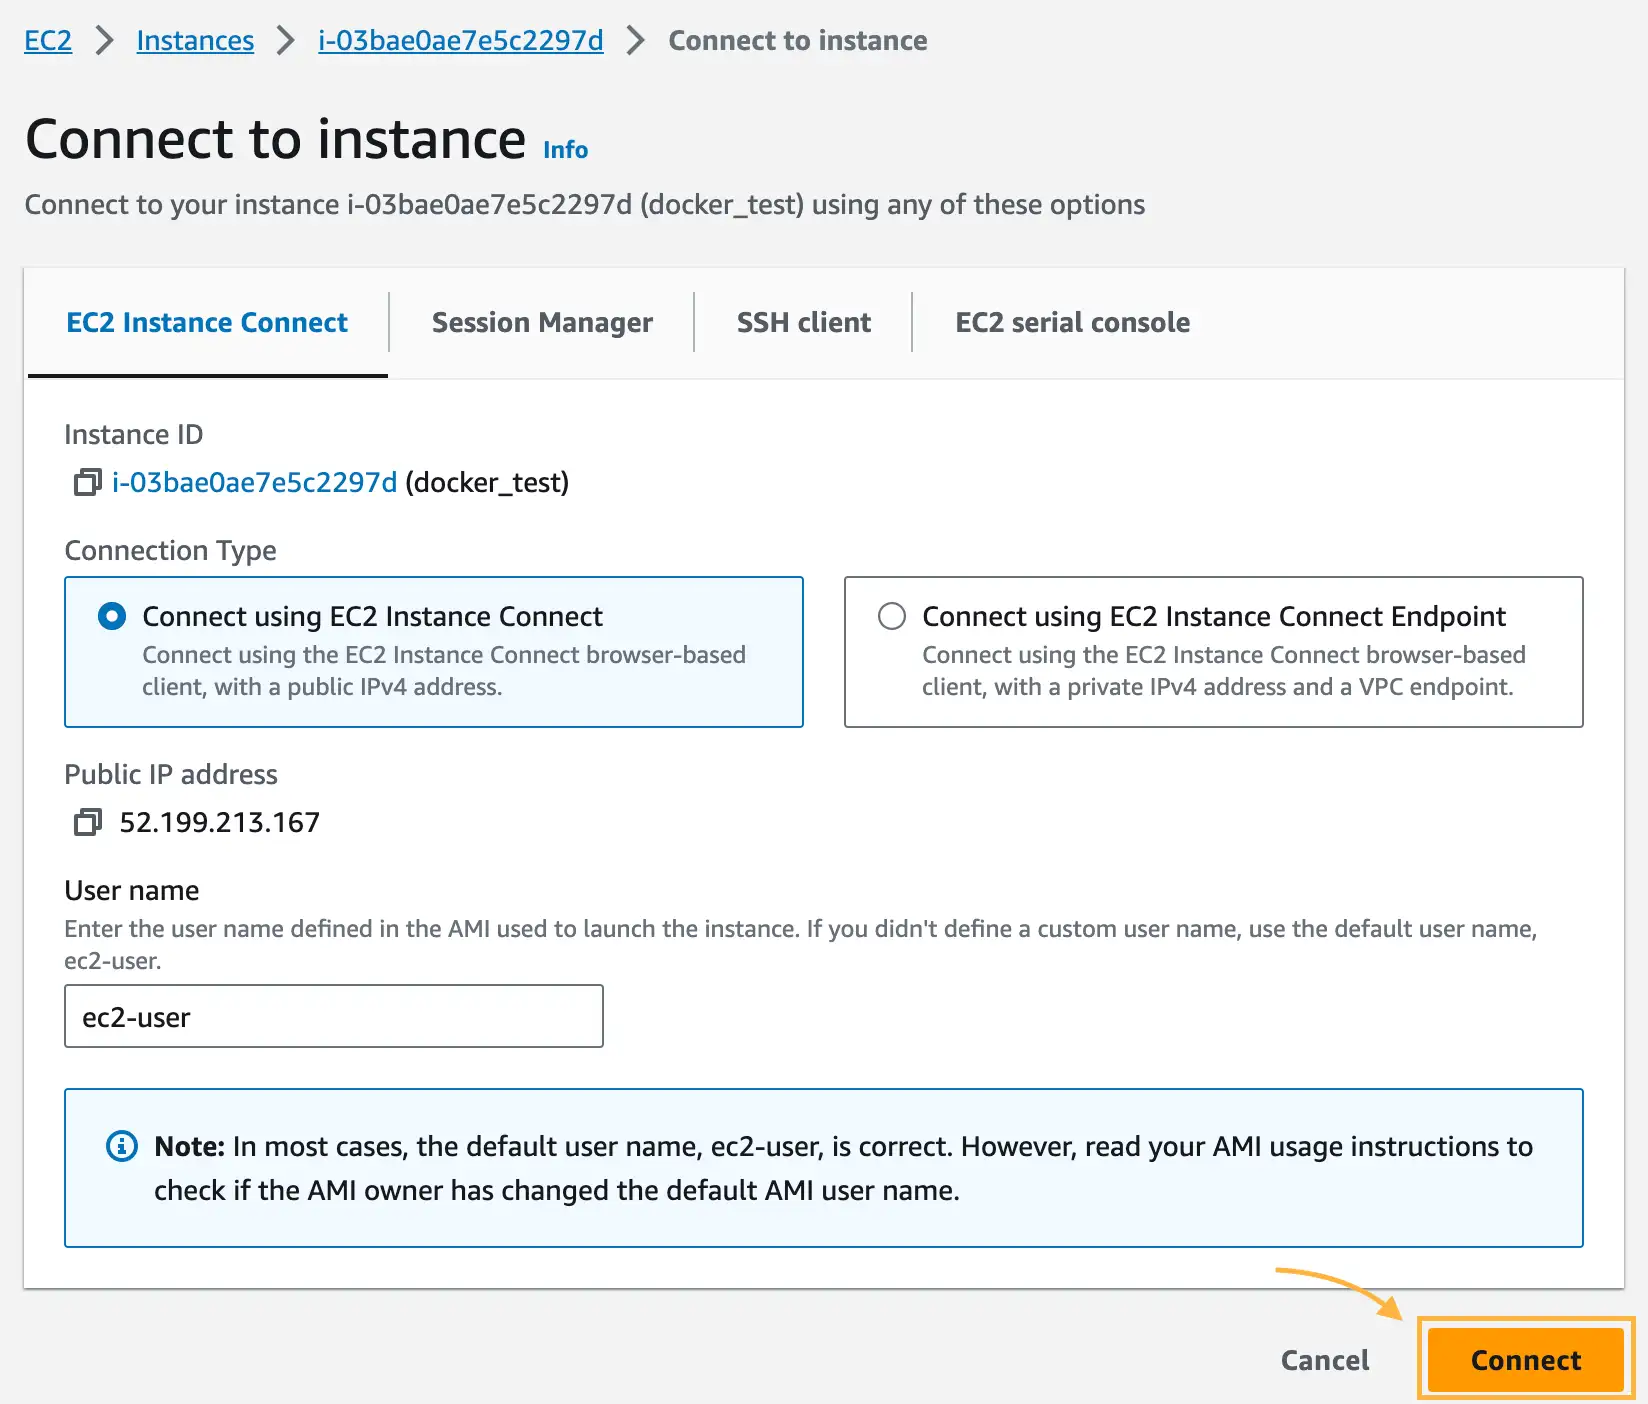 EC2 > Instances > i-03bae0ae7e5c2297d > Connect to instance
Connect to instance Info
Connect to your instance i-03bae0ae7e5c2297d (docker_test) using any of these options
EC2 Instance Connect | Session Manager | SSH client | EC2 serial console
Instance ID
i-03bae0ae7e5c2297d (docker_test)
Connection Type
Connect using EC2 Instance Connect
Connect using the EC2 Instance Connect browser-based
client, with a public IPv4 address.
Connect using EC2 Instance Connect Endpoint
Connect using the EC2 Instance Connect browser-based
client, with a private IPv4 address and a VPC endpoint.
Public IP address
52.199.213.167
User name
Enter the user name defined in the AMI used to launch the instance. If you didn't define a custom user name, use the default user name,
ec2-user.
ec2-user
Note: In most cases, the default user name, ec2-user, is correct. However, read your AMI usage instructions to
check if the AMI owner has changed the default AMI user name.
Cancel Connect